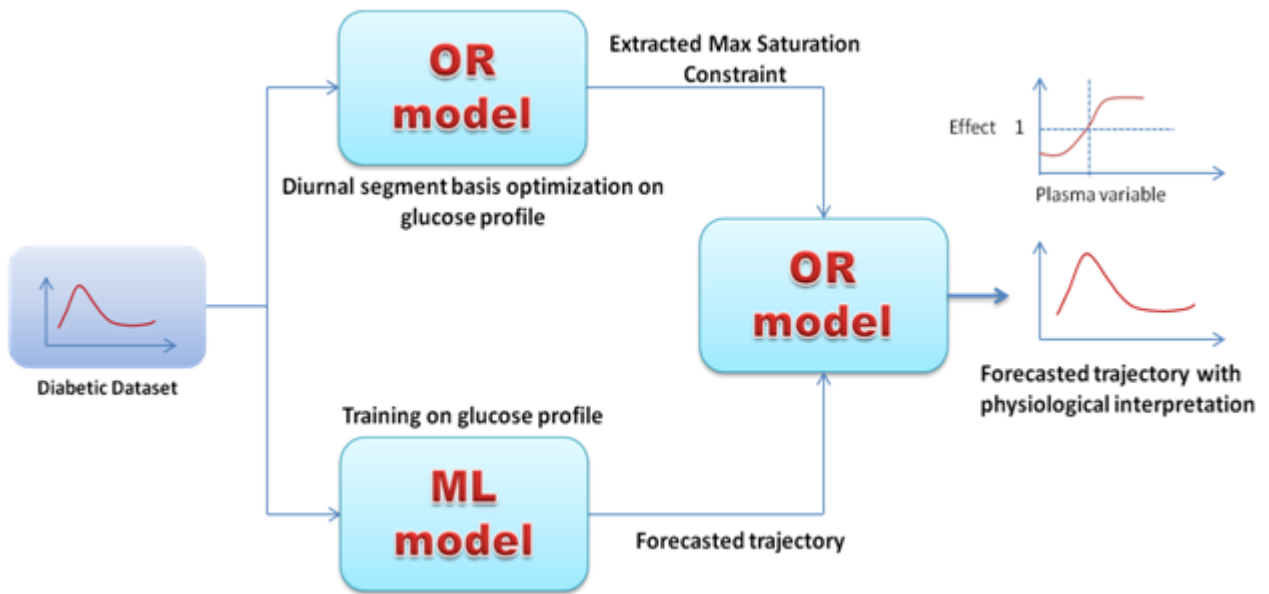 OR
model
Extracted Max Saturation
Constraint
Diurnal segment basis optimization on
glucose profile
Effect 1
Plasma variable
Diabetic Dataset
OR
model
Forecasted trajectory with
physiological interpretation
Training on glucose profile
ML
model
Forecasted trajectory